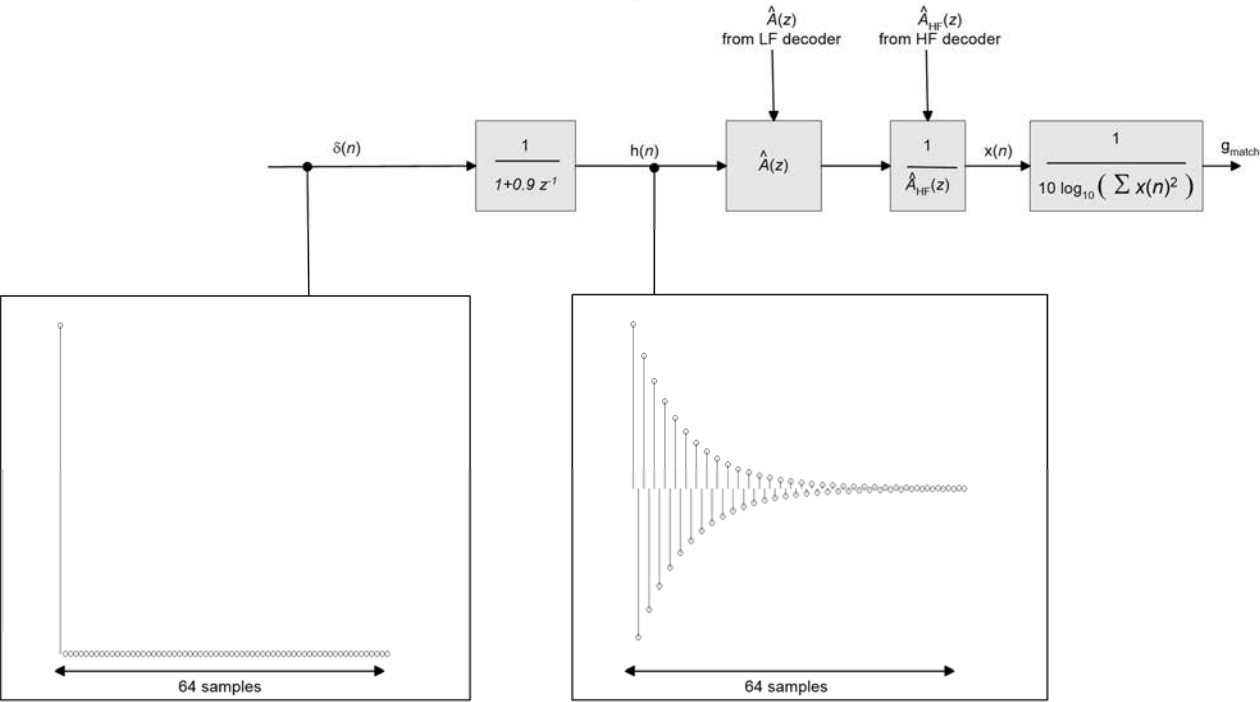 Â(z)
from LF decoder
Â_HF(z)
from HF decoder
δ(n)
1
1+0.9 z⁻¹
h(n)
Â(z)
1
Â_HF(z)
x(n)
1
10 log₁₀( Σ x(n)² )
g_match
64 samples
64 samples